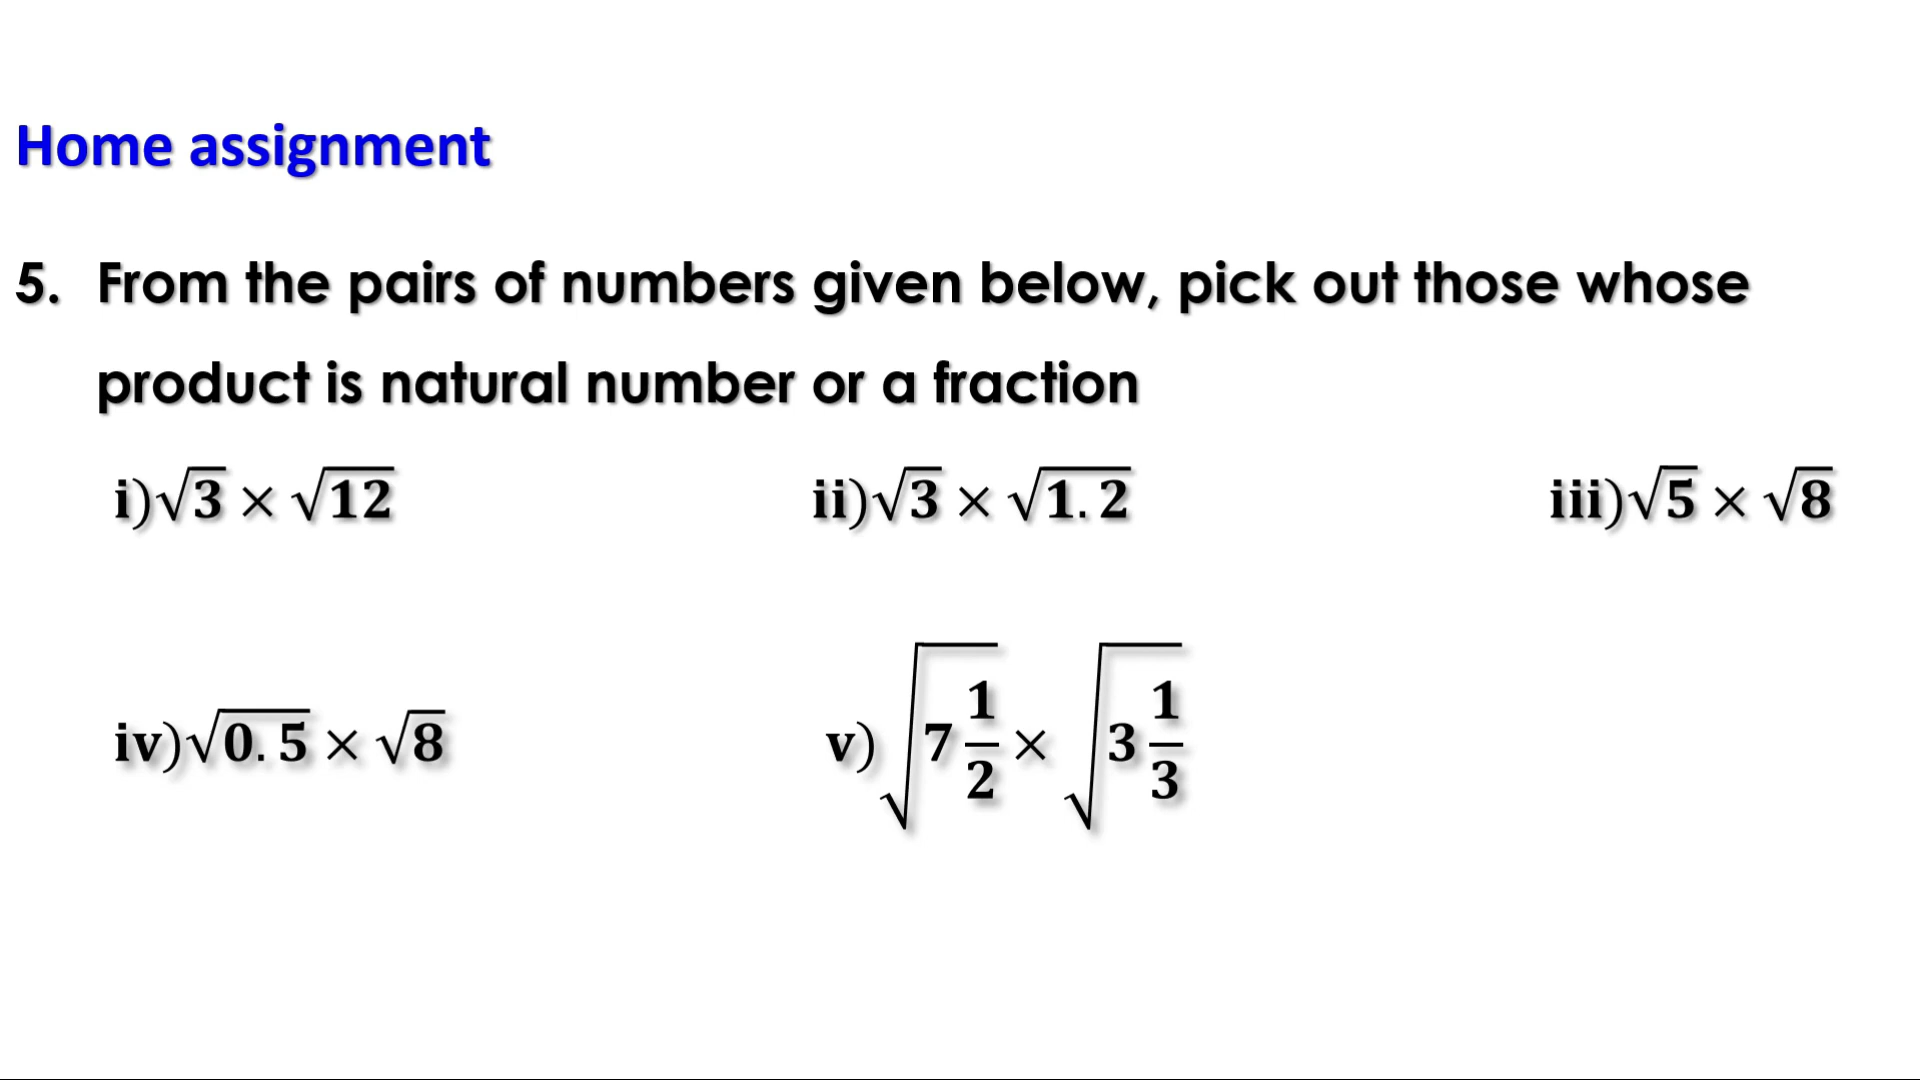 Home assignment
5. From the pairs of numbers given below, pick out those whose
product is natural number or a fraction
i)√3 × √12 ii)√3 × √1.2 iii)√5 × √8
iv)√0.5 × √8 v) √(7 1/2) × √(3 1/3)